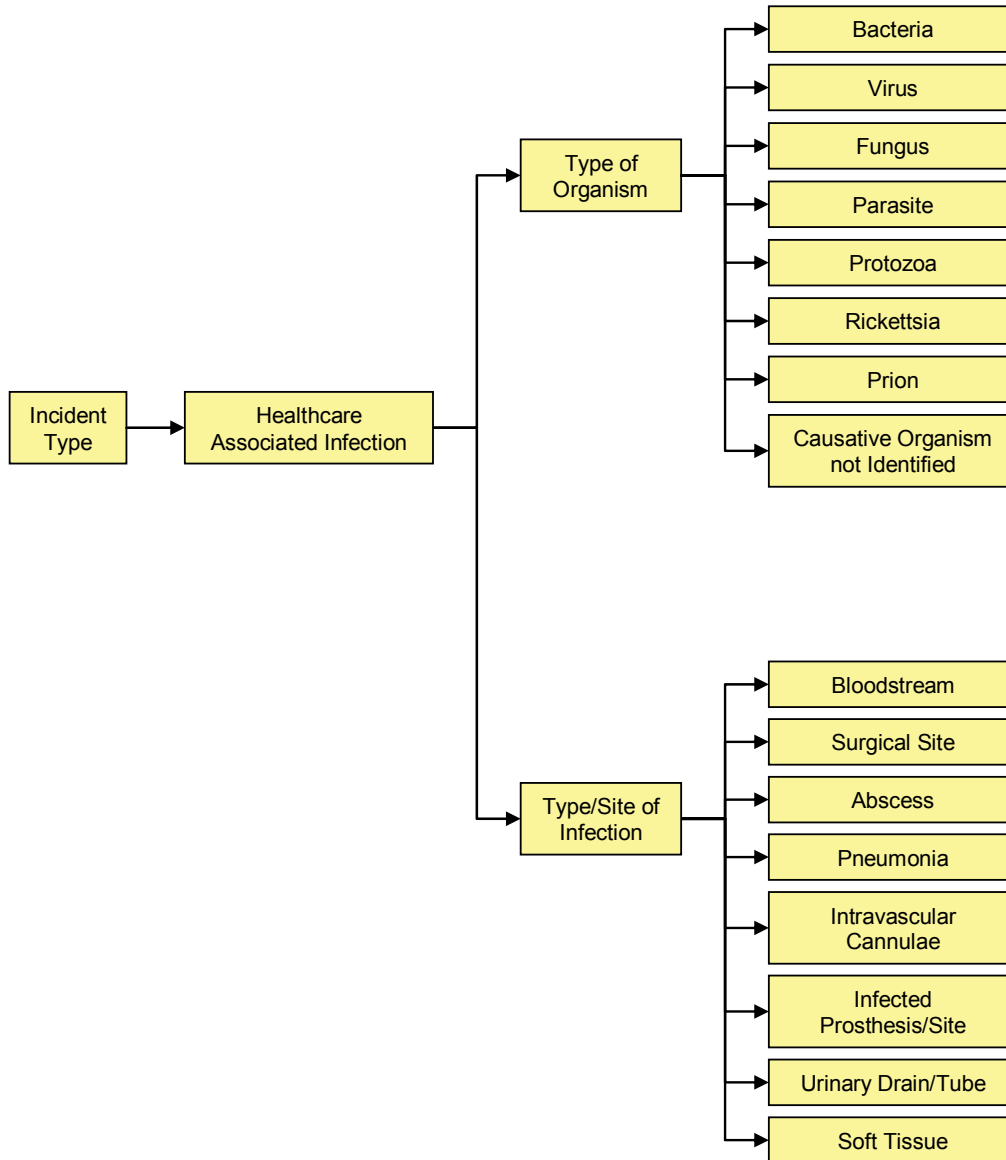 Incident
Type
Healthcare
Associated Infection
Type of
Organism
Bacteria
Virus
Fungus
Parasite
Protozoa
Rickettsia
Prion
Causative Organism
not Identified
Type/Site of
Infection
Bloodstream
Surgical Site
Abscess
Pneumonia
Intravascular
Cannulae
Infected
Prosthesis/Site
Urinary Drain/Tube
Soft Tissue